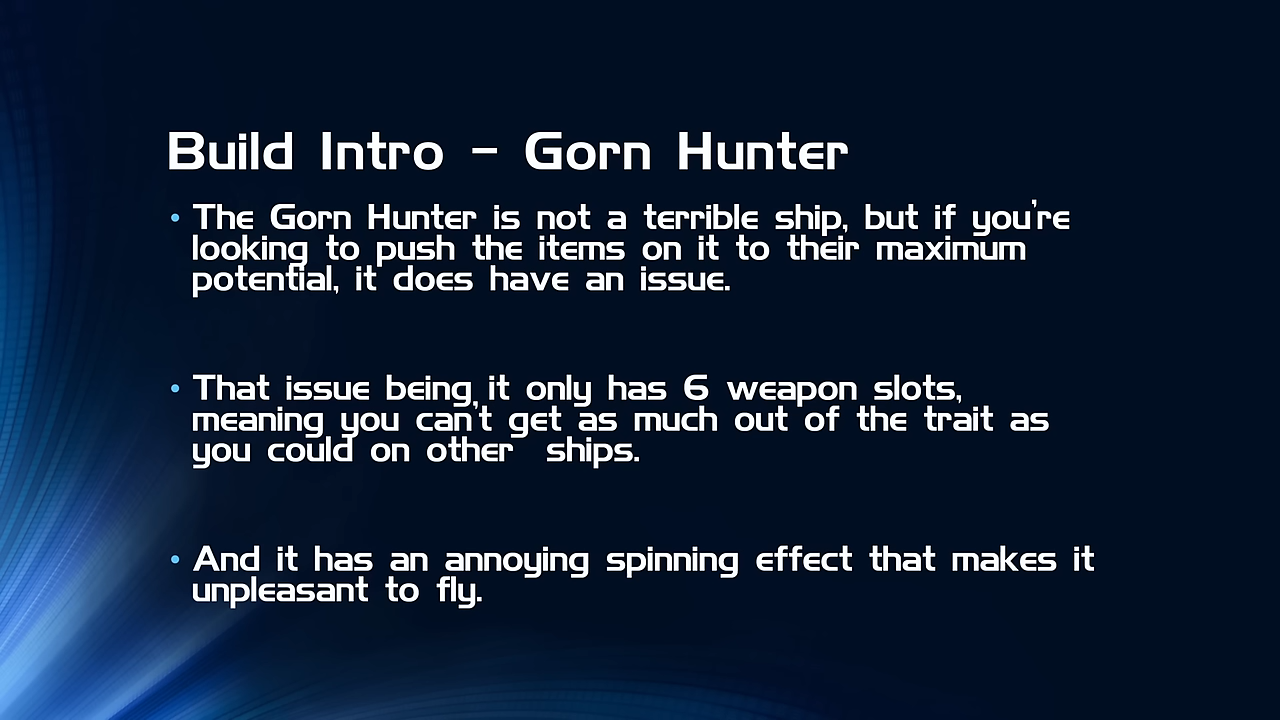 Build Intro - Gorn Hunter
• The Gorn Hunter is not a terrible ship, but if you're
looking to push the items on it to their maximum
potential, it does have an issue.
• That issue being, it only has 6 weapon slots,
meaning you can't get as much out of the trait as
you could on other  ships.
• And it has an annoying spinning effect that makes it
unpleasant to fly.